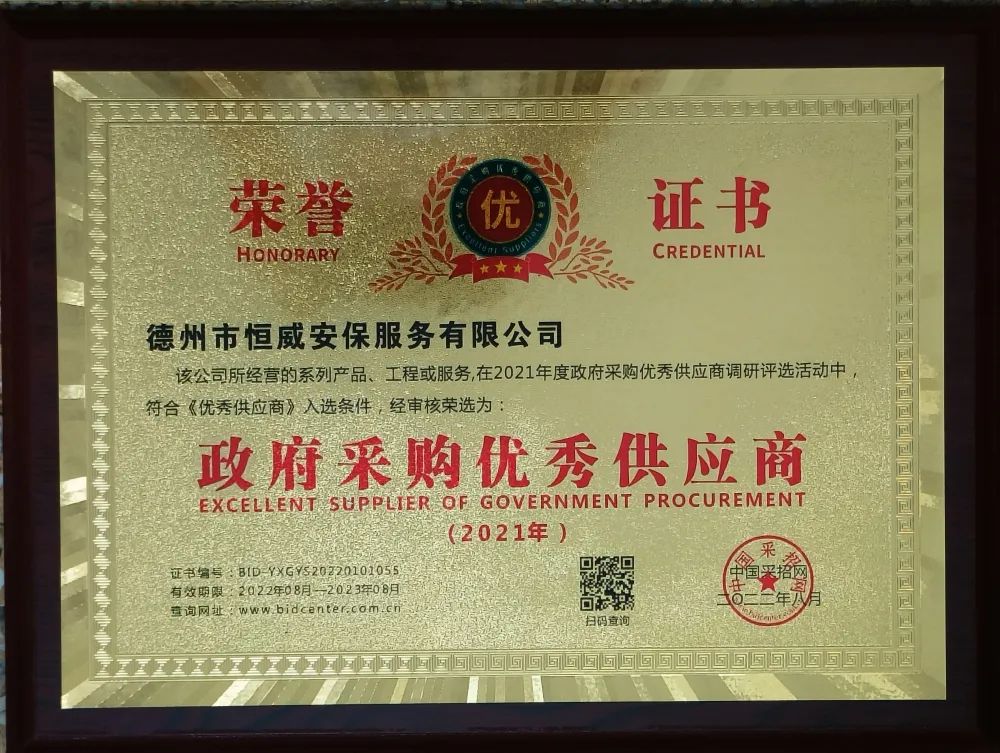 荣誉 证书
HONORARY CREDENTIAL
优
Excellent Suppliers
德州市恒威安保服务有限公司
该公司所经营的系列产品、工程或服务,在2021年度政府采购优秀供应商调研评选活动中，
符合《优秀供应商》入选条件，经审核荣选为：
政府采购优秀供应商
EXCELLENT SUPPLIER OF GOVERNMENT PROCUREMENT
(2021年)
证书编号：BID-YXGYS20220101055
有效期限：2022年08月—2023年08月
查询网址：www.bidcenter.com.cn
扫码查询
中国采招网
中国采招网
二〇二二年八月